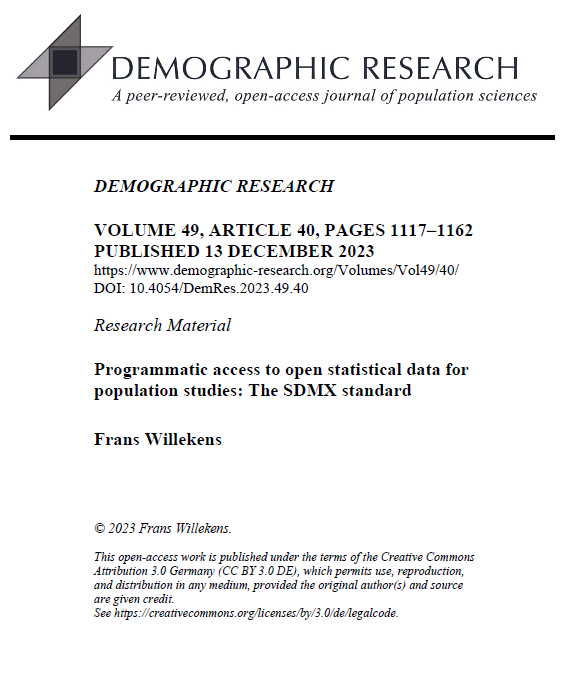 DEMOGRAPHIC RESEARCH
A peer-reviewed, open-access journal of population sciences
DEMOGRAPHIC RESEARCH
VOLUME 49, ARTICLE 40, PAGES 1117–1162
PUBLISHED 13 DECEMBER 2023
https://www.demographic-research.org/Volumes/Vol49/40/
DOI: 10.4054/DemRes.2023.49.40
Research Material
Programmatic access to open statistical data for
population studies: The SDMX standard
Frans Willekens
© 2023 Frans Willekens.
This open-access work is published under the terms of the Creative Commons
Attribution 3.0 Germany (CC BY 3.0 DE), which permits use, reproduction,
and distribution in any medium, provided the original author(s) and source
are given credit.
See https://creativecommons.org/licenses/by/3.0/de/legalcode.